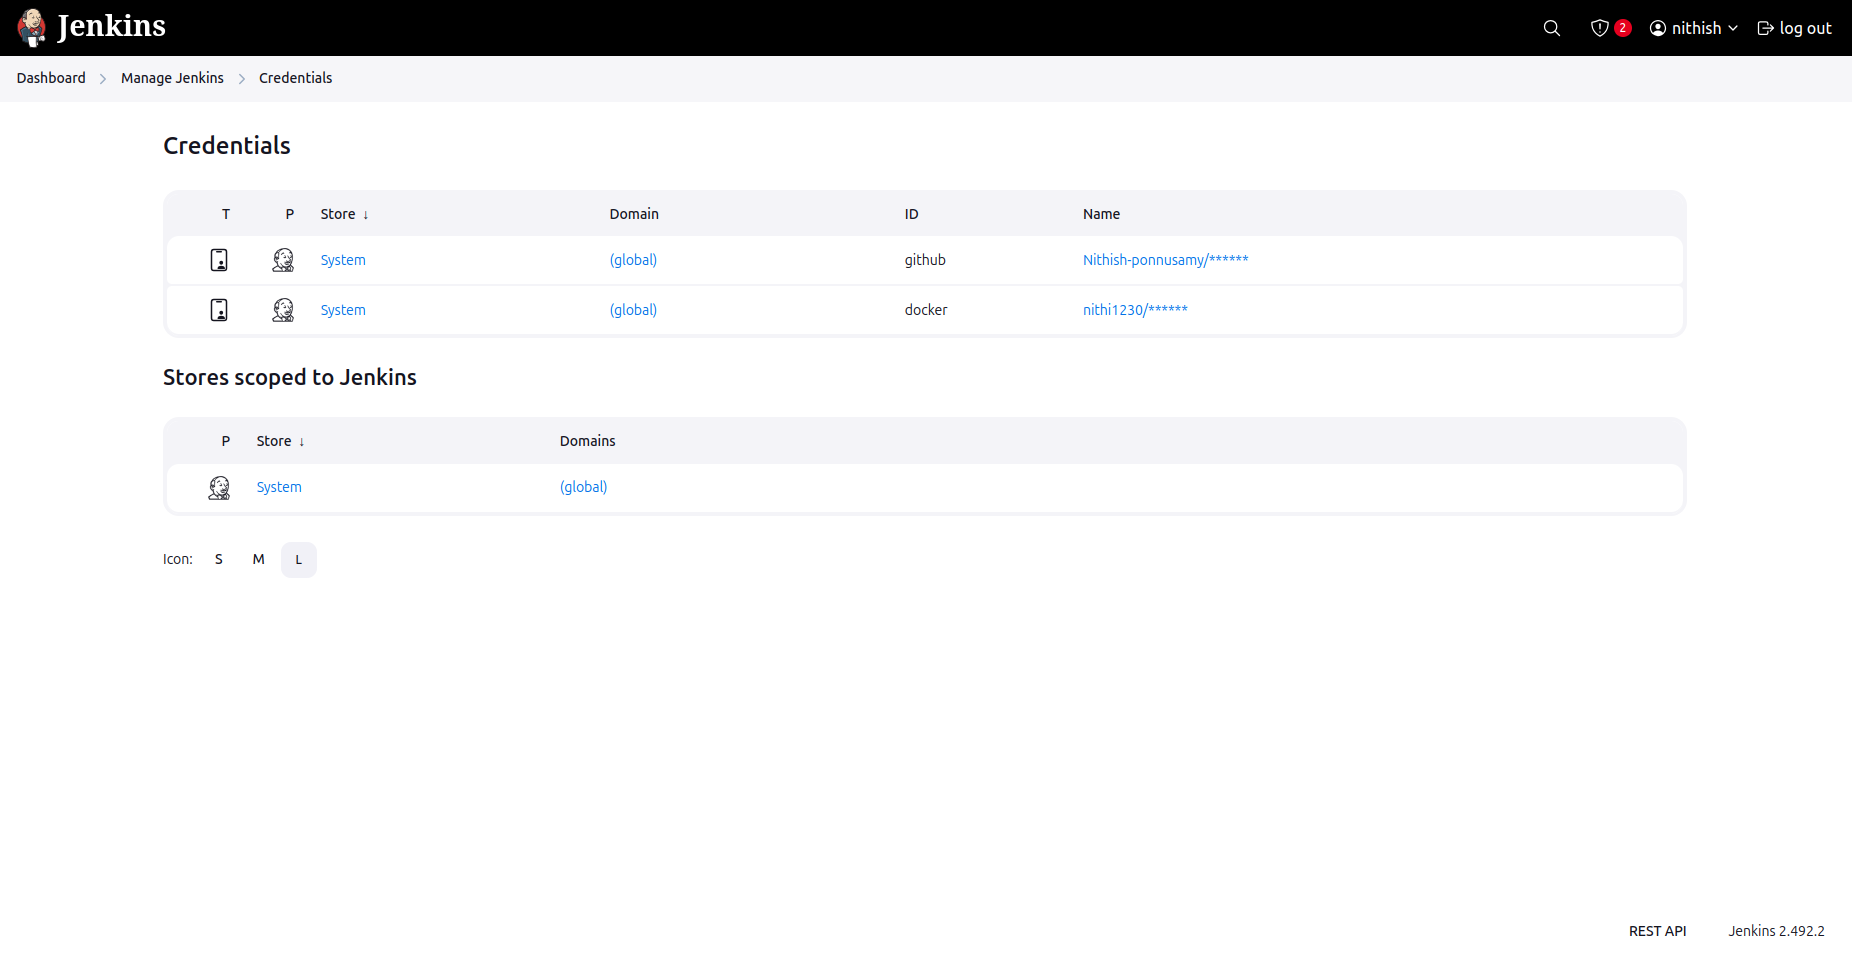 Jenkins
2 nithish log out
Dashboard Manage Jenkins Credentials
Credentials
T P Store ↓ Domain ID Name
System (global) github Nithish-ponnusamy/******
System (global) docker nithi1230/******
Stores scoped to Jenkins
P Store ↓ Domains
System (global)
Icon: S M L
REST API Jenkins 2.492.2